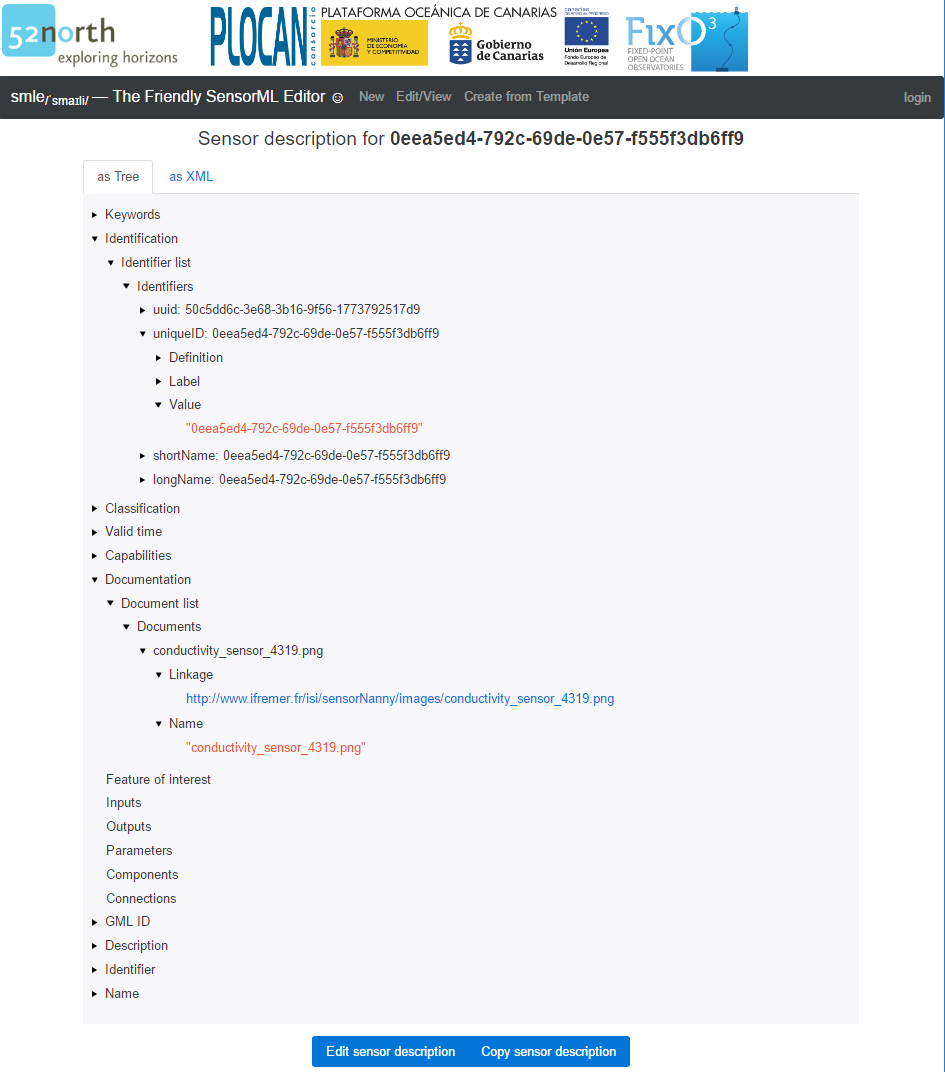 52north
exploring horizons
PLOCAN
consorcio
PLATAFORMA OCEÁNICA DE CANARIAS
MINISTERIO
DE ECONOMÍA
Y COMPETITIVIDAD
Gobierno
de Canarias
canarias
Unión Europea
Fondo Europeo de
Desarrollo Regional
FixO3
FIXED-POINT
OPEN OCEAN
OBSERVATORIES
smle/ˈsmaɪli/ — The Friendly SensorML Editor ☺ New Edit/View Create from Template login
Sensor description for 0eea5ed4-792c-69de-0e57-f555f3db6ff9
as Tree as XML
Keywords
Identification
Identifier list
Identifiers
uuid: 50c5dd6c-3e68-3b16-9f56-1773792517d9
uniqueID: 0eea5ed4-792c-69de-0e57-f555f3db6ff9
Definition
Label
Value
"0eea5ed4-792c-69de-0e57-f555f3db6ff9"
shortName: 0eea5ed4-792c-69de-0e57-f555f3db6ff9
longName: 0eea5ed4-792c-69de-0e57-f555f3db6ff9
Classification
Valid time
Capabilities
Documentation
Document list
Documents
conductivity_sensor_4319.png
Linkage
http://www.ifremer.fr/isi/sensorNanny/images/conductivity_sensor_4319.png
Name
"conductivity_sensor_4319.png"
Feature of interest
Inputs
Outputs
Parameters
Components
Connections
GML ID
Description
Identifier
Name
Edit sensor description Copy sensor description